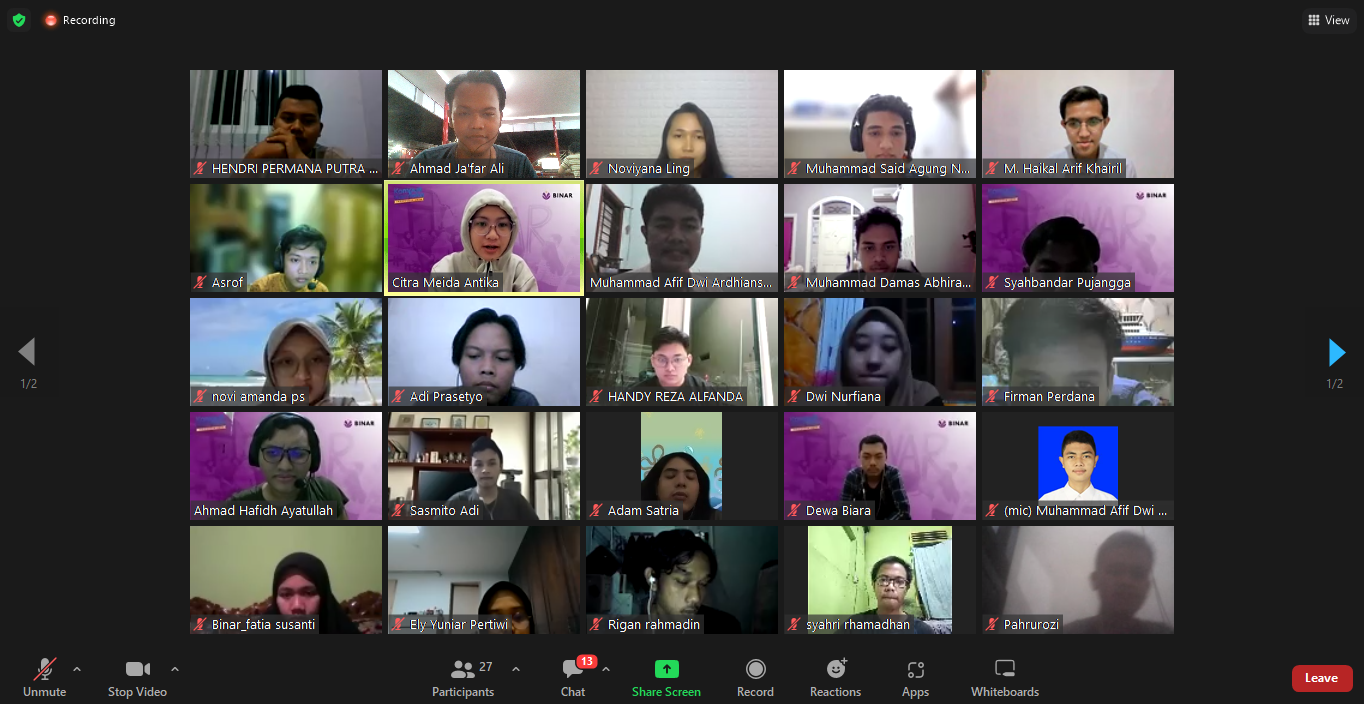 Recording
View
HENDRI PERMANA PUTRA ...
Ahmad Ja'far Ali
Noviyana Ling
Muhammad Said Agung N...
M. Haikal Arif Khairil
Asrof
BINAR
Citra Meida Antika
Muhammad Afif Dwi Ardhians...
Muhammad Damas Abhira...
BINAR
Syahbandar Pujangga
1/2
novi amanda ps
Adi Prasetyo
HANDY REZA ALFANDA
Dwi Nurfiana
Firman Perdana
1/2
BINAR
Ahmad Hafidh Ayatullah
Sasmito Adi
Adam Satria
BINAR
Dewa Biara
(mic) Muhammad Afif Dwi ...
Binar_fatia susanti
Ely Yuniar Pertiwi
Rigan rahmadin
syahri rhamadhan
Pahrurozi
Unmute
Stop Video
27
Participants
13
Chat
Share Screen
Record
Reactions
Apps
Whiteboards
Leave